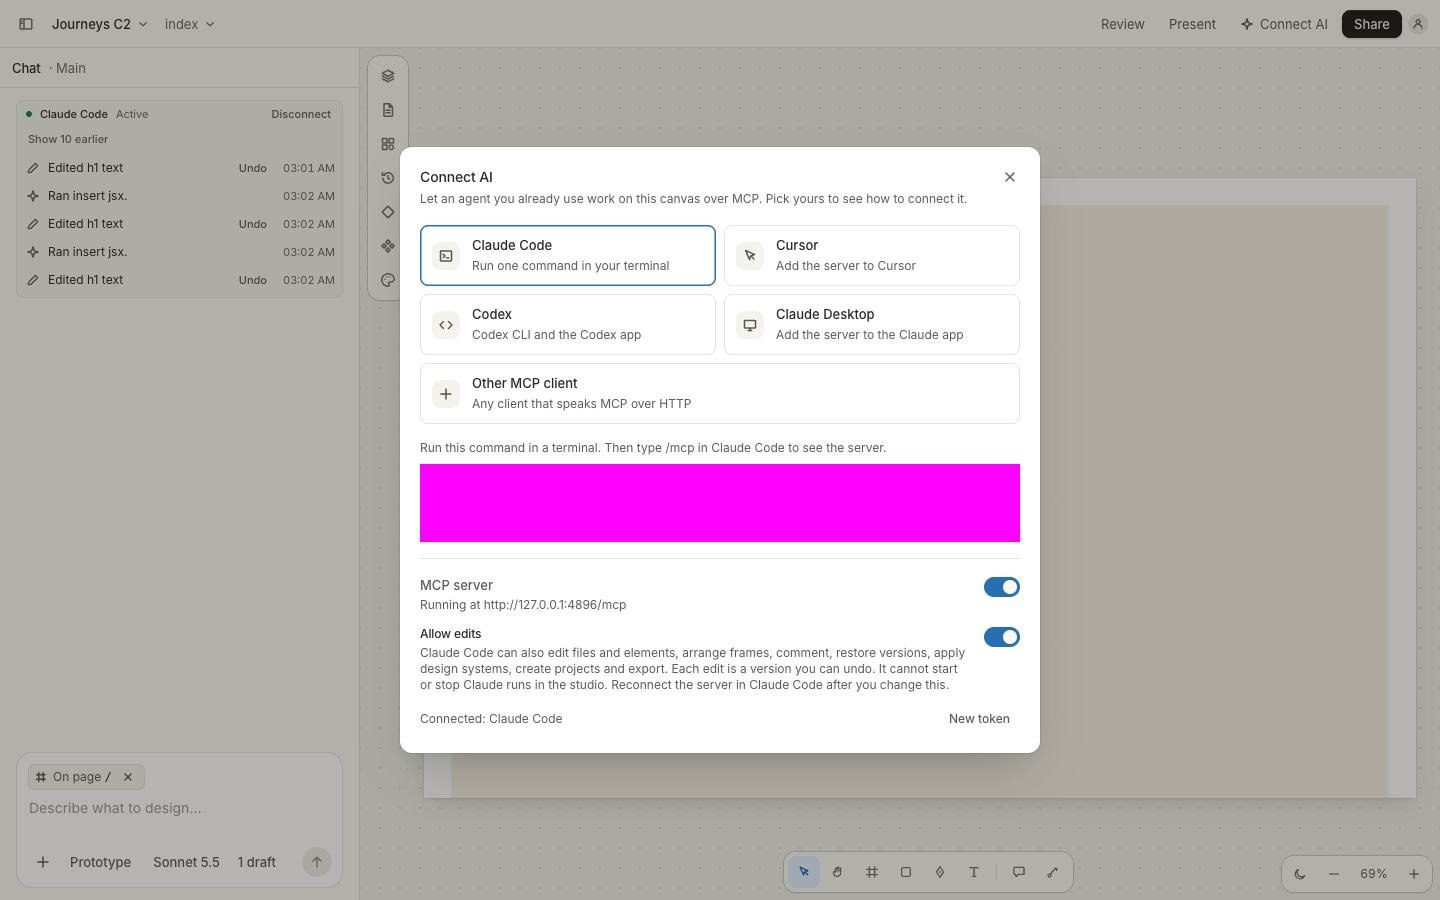 Journeys C2
index
Review
Present
Connect AI
Share
Chat · Main
Claude Code Active
Disconnect
Show 10 earlier
Edited h1 text Undo 03:01 AM
Ran insert jsx. 03:02 AM
Edited h1 text Undo 03:02 AM
Ran insert jsx. 03:02 AM
Edited h1 text Undo 03:02 AM
Connect AI
Let an agent you already use work on this canvas over MCP. Pick yours to see how to connect it.
Claude Code
Run one command in your terminal
Cursor
Add the server to Cursor
Codex
Codex CLI and the Codex app
Claude Desktop
Add the server to the Claude app
Other MCP client
Any client that speaks MCP over HTTP
Run this command in a terminal. Then type /mcp in Claude Code to see the server.
MCP server
Running at http://127.0.0.1:4896/mcp
Allow edits
Claude Code can also edit files and elements, arrange frames, comment, restore versions, apply
design systems, create projects and export. Each edit is a version you can undo. It cannot start
or stop Claude runs in the studio. Reconnect the server in Claude Code after you change this.
Connected: Claude Code
New token
On page /
Describe what to design...
Prototype
Sonnet 5.5
1 draft
69%